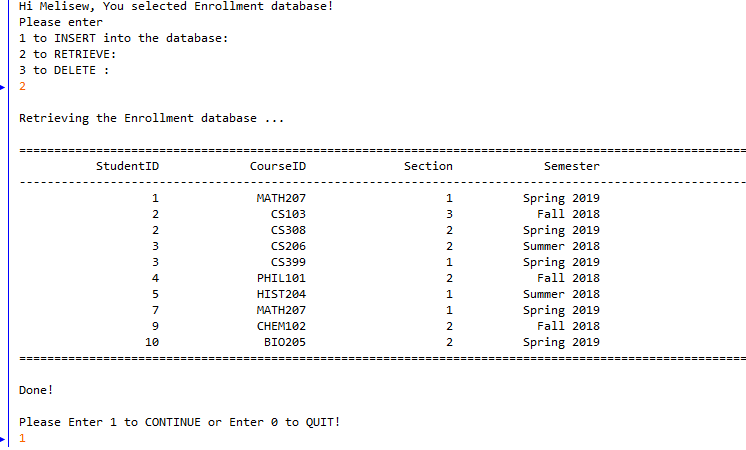 Hi Melisew, You selected Enrollment database!
Please enter
1 to INSERT into the database:
2 to RETRIEVE:
3 to DELETE :
2
Retrieving the Enrollment database ...
========================================================================================================
StudentID CourseID Section Semester
--------------------------------------------------------------------------------------------------------
1 MATH207 1 Spring 2019
2 CS103 3 Fall 2018
2 CS308 2 Spring 2019
3 CS206 2 Summer 2018
3 CS399 1 Spring 2019
4 PHIL101 2 Fall 2018
5 HIST204 1 Summer 2018
7 MATH207 1 Spring 2019
9 CHEM102 2 Fall 2018
10 BIO205 2 Spring 2019
========================================================================================================
Done!
Please Enter 1 to CONTINUE or Enter 0 to QUIT!
1